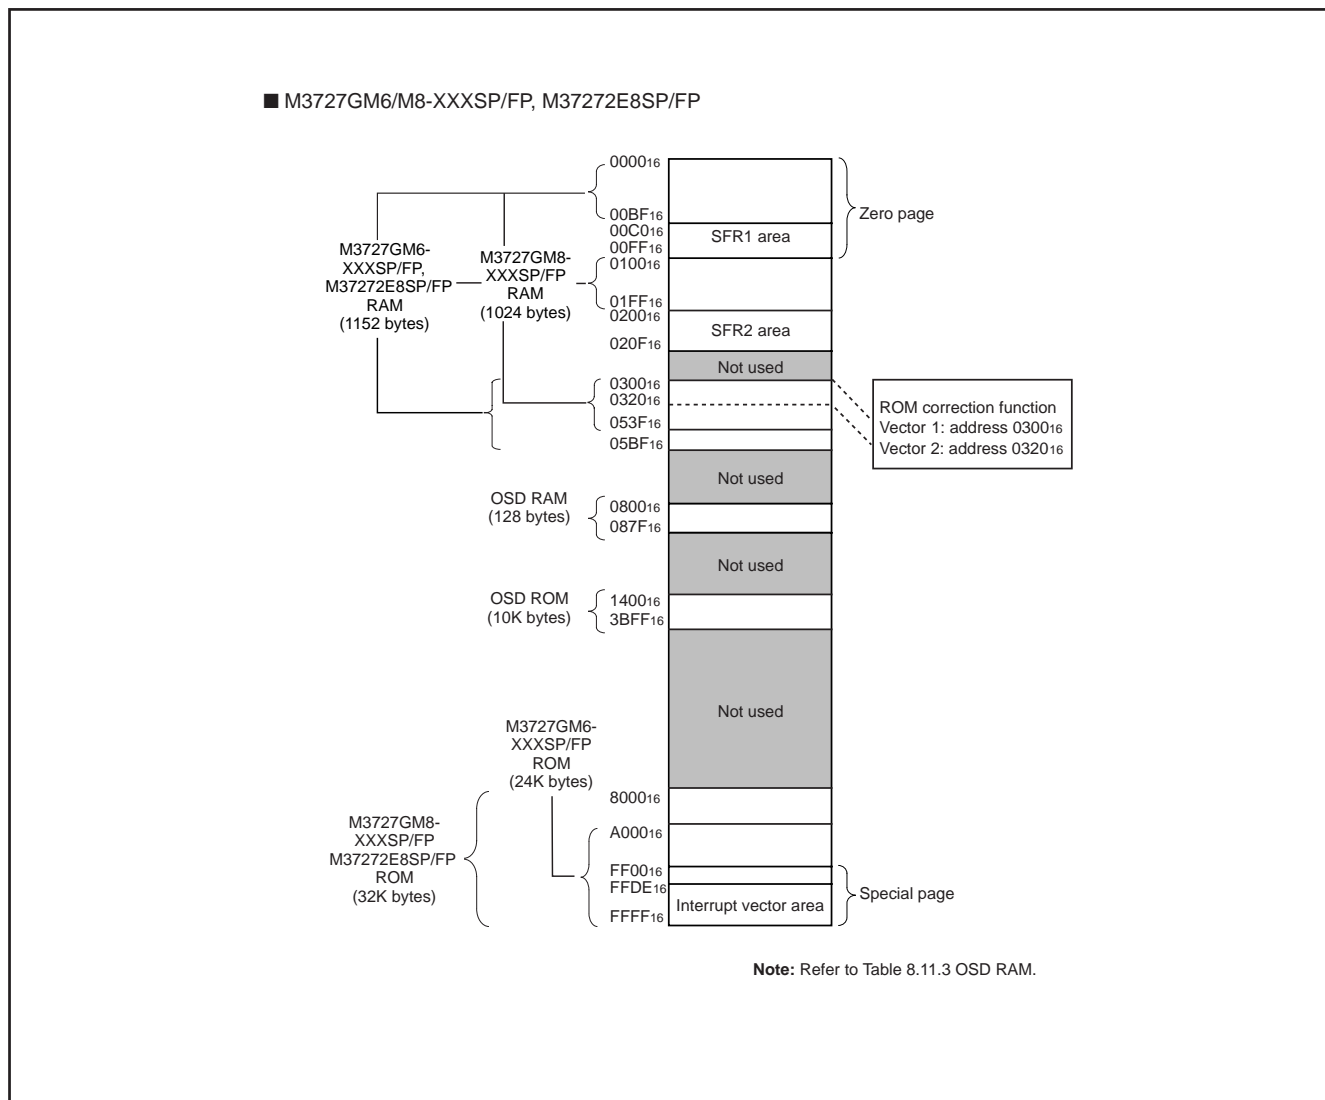 ■ M3727GM6/M8-XXXSP/FP, M37272E8SP/FP
M3727GM6-
XXXSP/FP,
M37272E8SP/FP
RAM
(1152 bytes)
M3727GM8-
XXXSP/FP
RAM
(1024 bytes)
0000₁₆
00BF₁₆
00C0₁₆
00FF₁₆
0100₁₆
01FF₁₆
0200₁₆
020F₁₆
0300₁₆
0320₁₆
053F₁₆
05BF₁₆
SFR1 area
Zero page
SFR2 area
Not used
ROM correction function
Vector 1: address 0300₁₆
Vector 2: address 0320₁₆
Not used
OSD RAM
(128 bytes)
0800₁₆
087F₁₆
Not used
OSD ROM
(10K bytes)
1400₁₆
3BFF₁₆
Not used
M3727GM6-
XXXSP/FP
ROM
(24K bytes)
M3727GM8-
XXXSP/FP
M37272E8SP/FP
ROM
(32K bytes)
8000₁₆
A000₁₆
FF00₁₆
FFDE₁₆
FFFF₁₆
Interrupt vector area
Special page
Note: Refer to Table 8.11.3 OSD RAM.